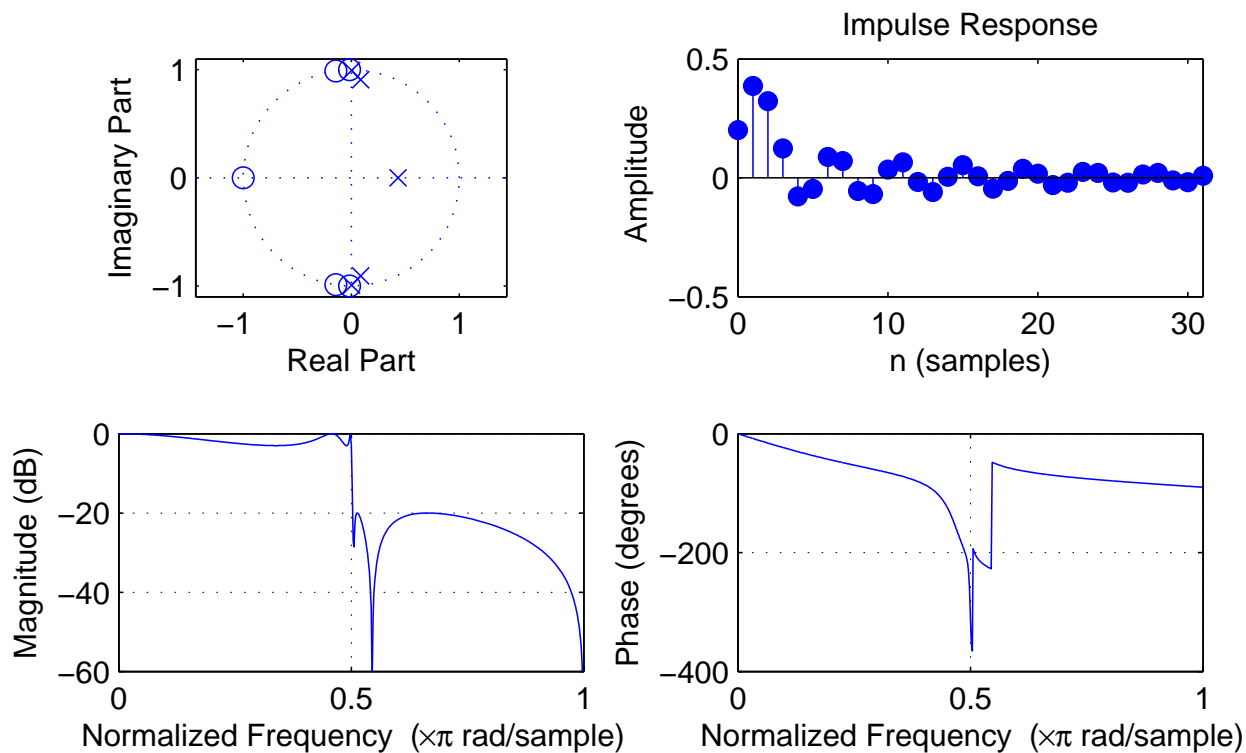 1
0
−1
Imaginary Part
−1
0
1
Real Part
Impulse Response
0.5
0
−0.5
Amplitude
0
10
20
30
n (samples)
0
−20
−40
−60
Magnitude (dB)
0
0.5
1
Normalized Frequency (×π rad/sample)
0
−200
−400
Phase (degrees)
0
0.5
1
Normalized Frequency (×π rad/sample)